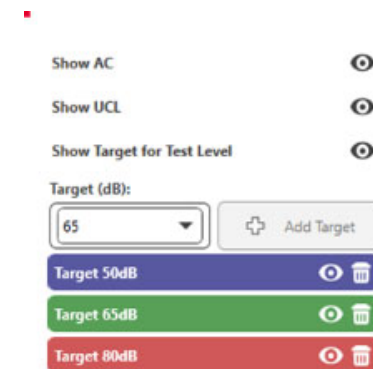 Show AC
Show UCL
Show Target for Test Level
Target (dB):
65 Add Target
Target 50dB
Target 65dB
Target 80dB